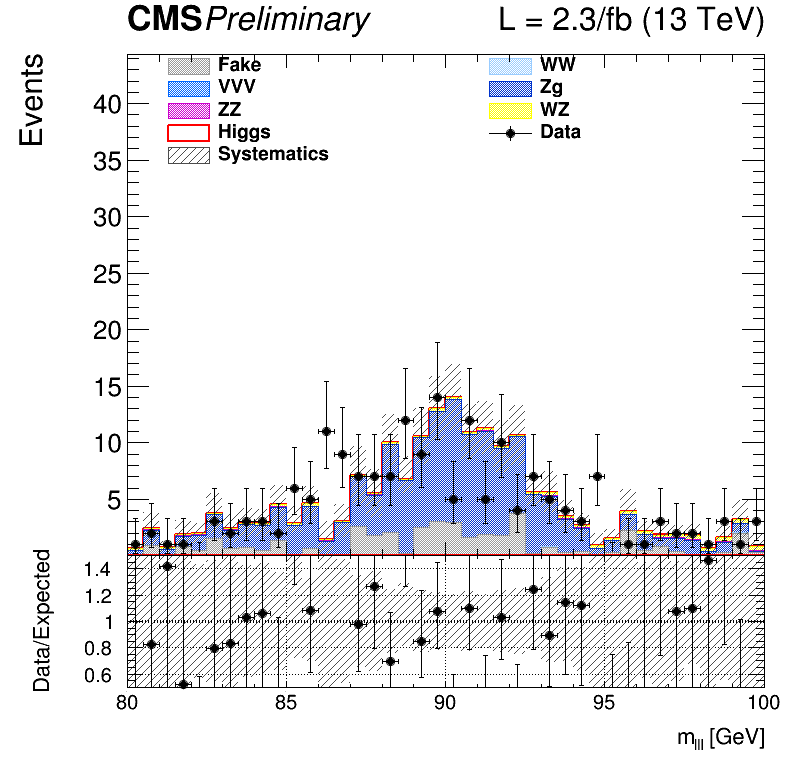 CMS Preliminary L = 2.3/fb (13 TeV)
Events
Fake WW
VVV Zg
ZZ WZ
Higgs Data
Systematics
40
35
30
25
20
15
10
5
Data/Expected
1.4
1.2
1
0.8
0.6
80 85 90 95 100
m_lll [GeV]